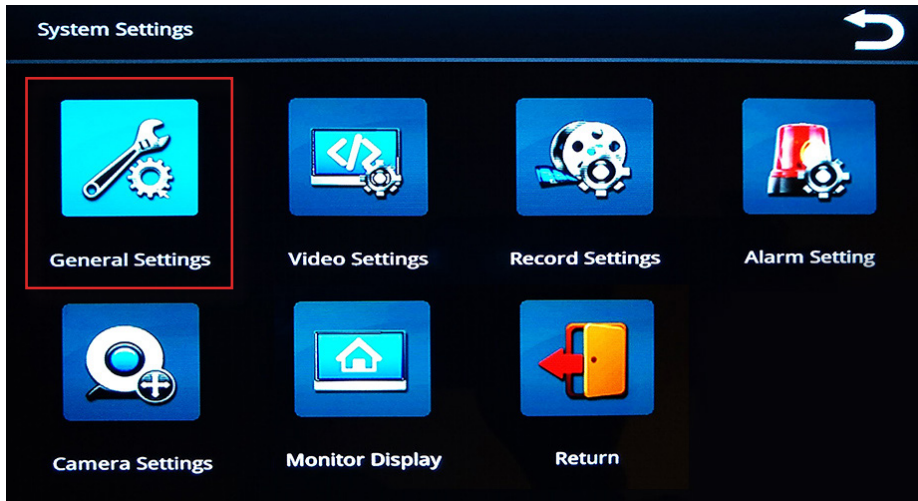 System Settings
General Settings
Video Settings
Record Settings
Alarm Setting
Camera Settings
Monitor Display
Return